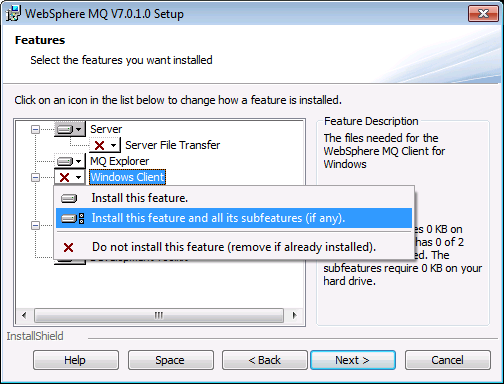 WebSphere MQ V7.0.1.0 Setup
Features
Select the features you want installed
Click on an icon in the list below to change how a feature is installed.
Server
Server File Transfer
MQ Explorer
Windows Client
Install this feature.
Install this feature and all its subfeatures (if any).
Do not install this feature (remove if already installed).
Feature Description
The files needed for the
WebSphere MQ Client for
Windows
0 KB on
has 0 of 2
The
subfeatures require 0 KB on your
hard drive.
InstallShield
Help
Space
< Back
Next >
Cancel